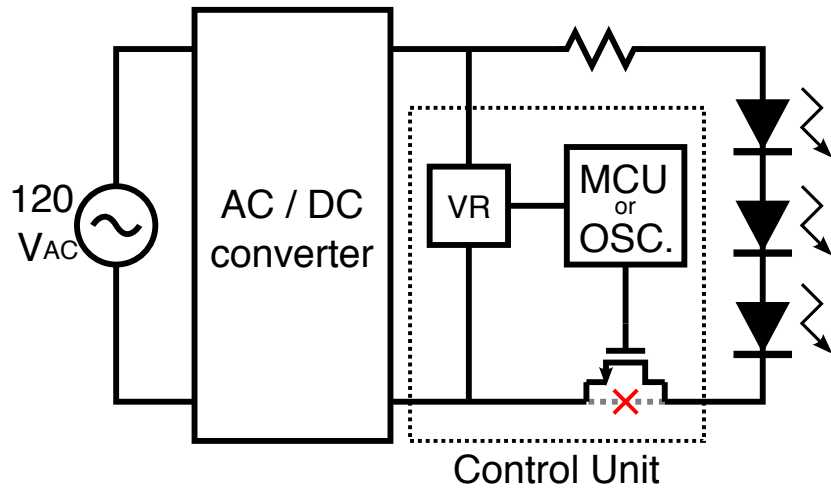 120
VAC
AC / DC
converter
VR
MCU
or
OSC.
Control Unit